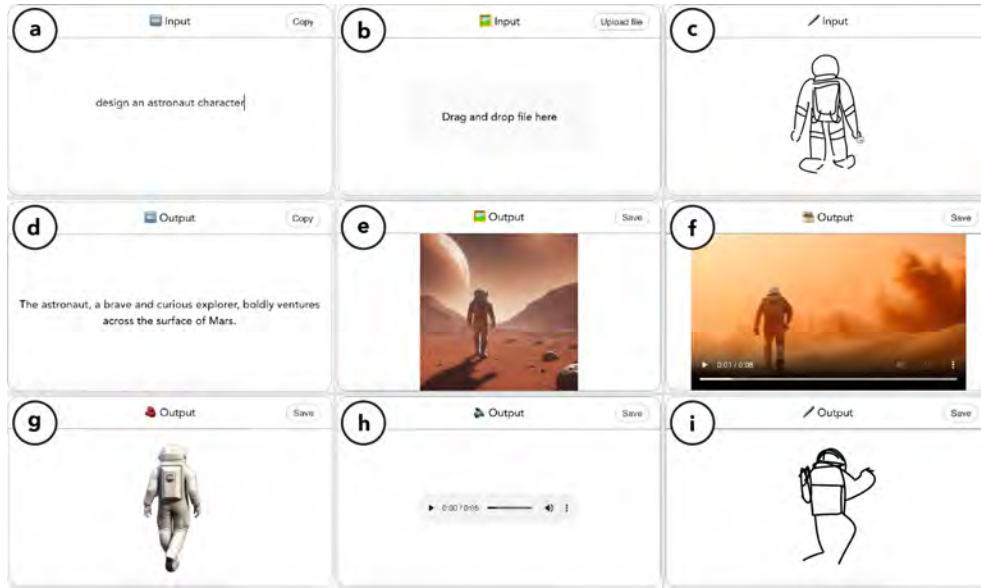 a
Input
Copy
b
Input
Upload file
c
Input
design an astronaut character
Drag and drop file here
d
Output
Copy
e
Output
Save
f
Output
Save
The astronaut, a brave and curious explorer, boldly ventures
across the surface of Mars.
0:01 / 0:08
g
Output
Save
h
Output
Save
i
Output
Save
0:00 / 0:05